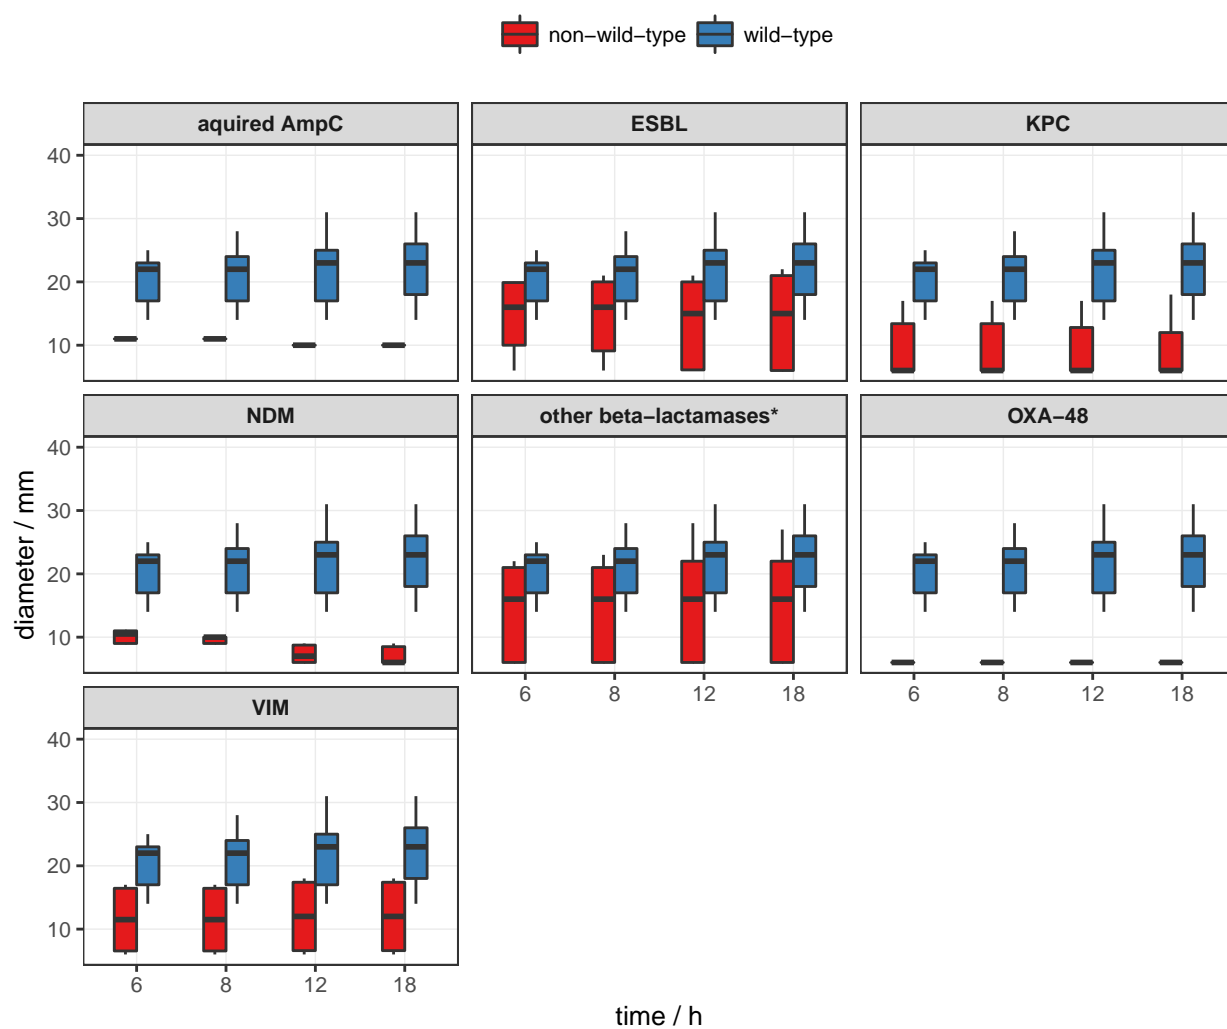 non-wild-type wild-type
aquired AmpC ESBL KPC
40
30
20
10
NDM other beta-lactamases* OXA-48
40
30
20
10
6 8 12 18 6 8 12 18
VIM
40
30
20
10
6 8 12 18
diameter / mm
time / h